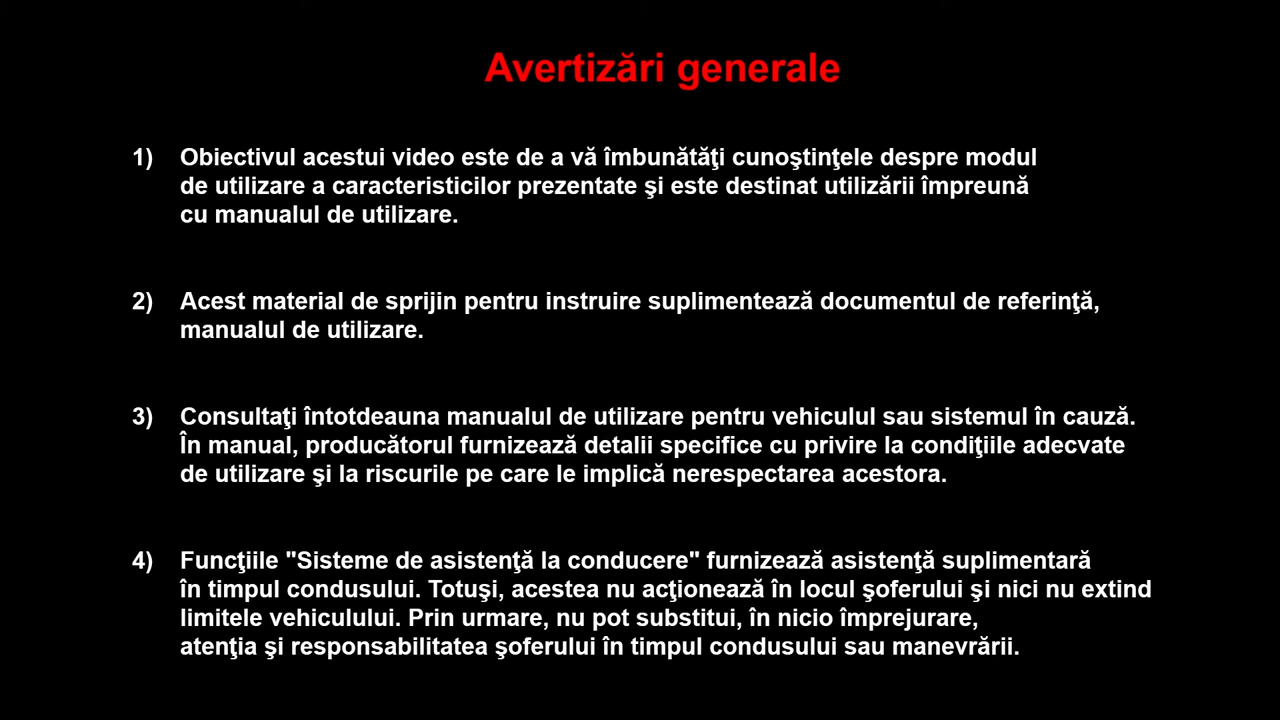 Avertizări generale
1) Obiectivul acestui video este de a vă îmbunătăţi cunoştinţele despre modul
de utilizare a caracteristicilor prezentate şi este destinat utilizării împreună
cu manualul de utilizare.
2) Acest material de sprijin pentru instruire suplimentează documentul de referinţă,
manualul de utilizare.
3) Consultaţi întotdeauna manualul de utilizare pentru vehiculul sau sistemul în cauză.
În manual, producătorul furnizează detalii specifice cu privire la condiţiile adecvate
de utilizare şi la riscurile pe care le implică nerespectarea acestora.
4) Funcţiile "Sisteme de asistenţă la conducere" furnizează asistenţă suplimentară
în timpul condusului. Totuşi, acestea nu acţionează în locul şoferului şi nici nu extind
limitele vehiculului. Prin urmare, nu pot substitui, în nicio împrejurare,
atenţia şi responsabilitatea şoferului în timpul condusului sau manevrării.